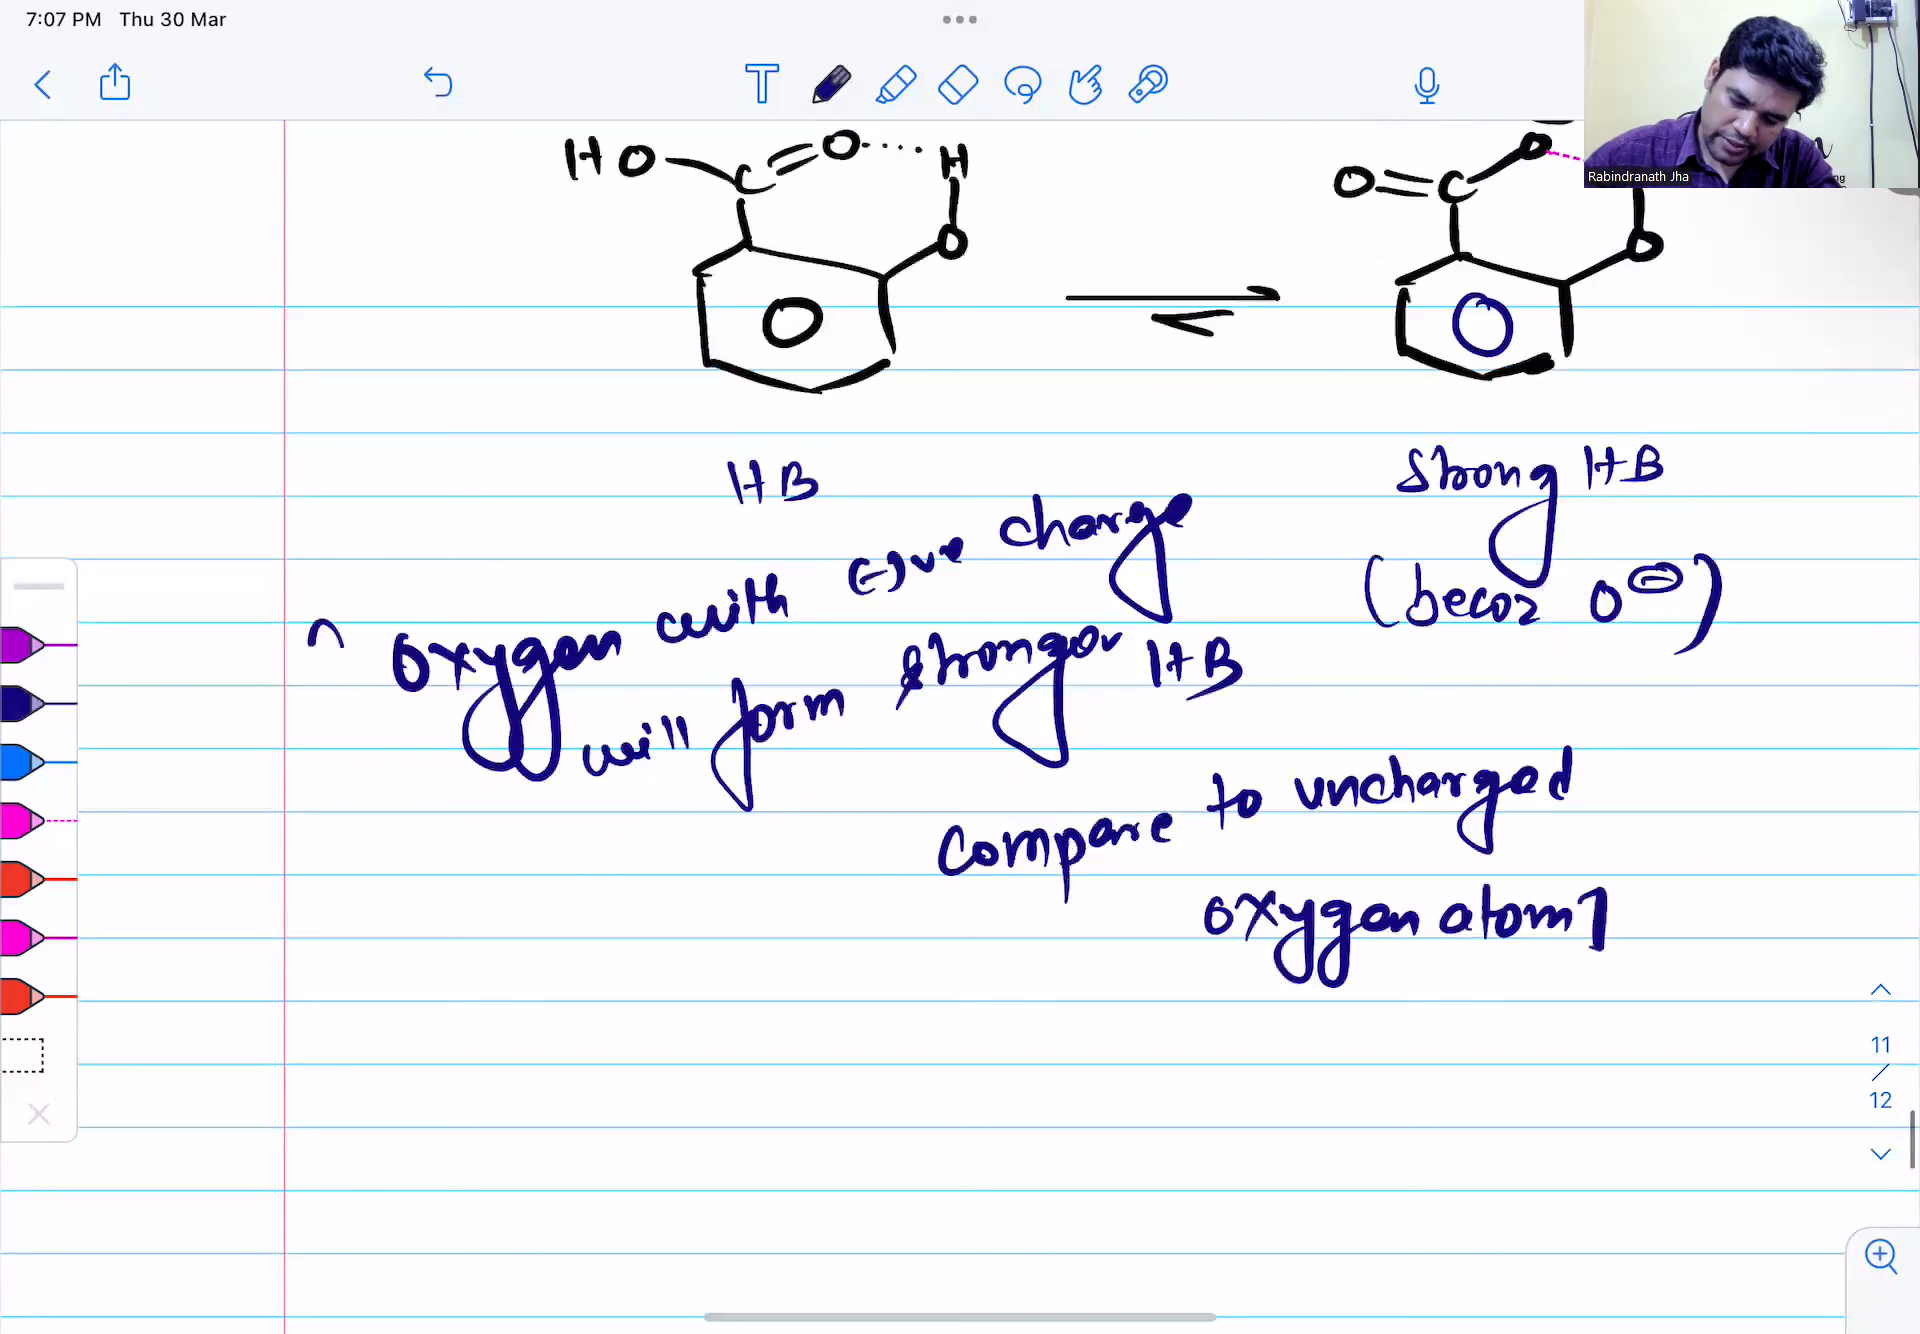 7:07 PM Thu 30 Mar
T
Rabindranath Jha
HO C O H
O C O
O O
HB
Strong HB
(becoz O⊖)
oxygen with (-)ve charge
will form stronger HB
compare to uncharged
oxygen atom]
11
/
12